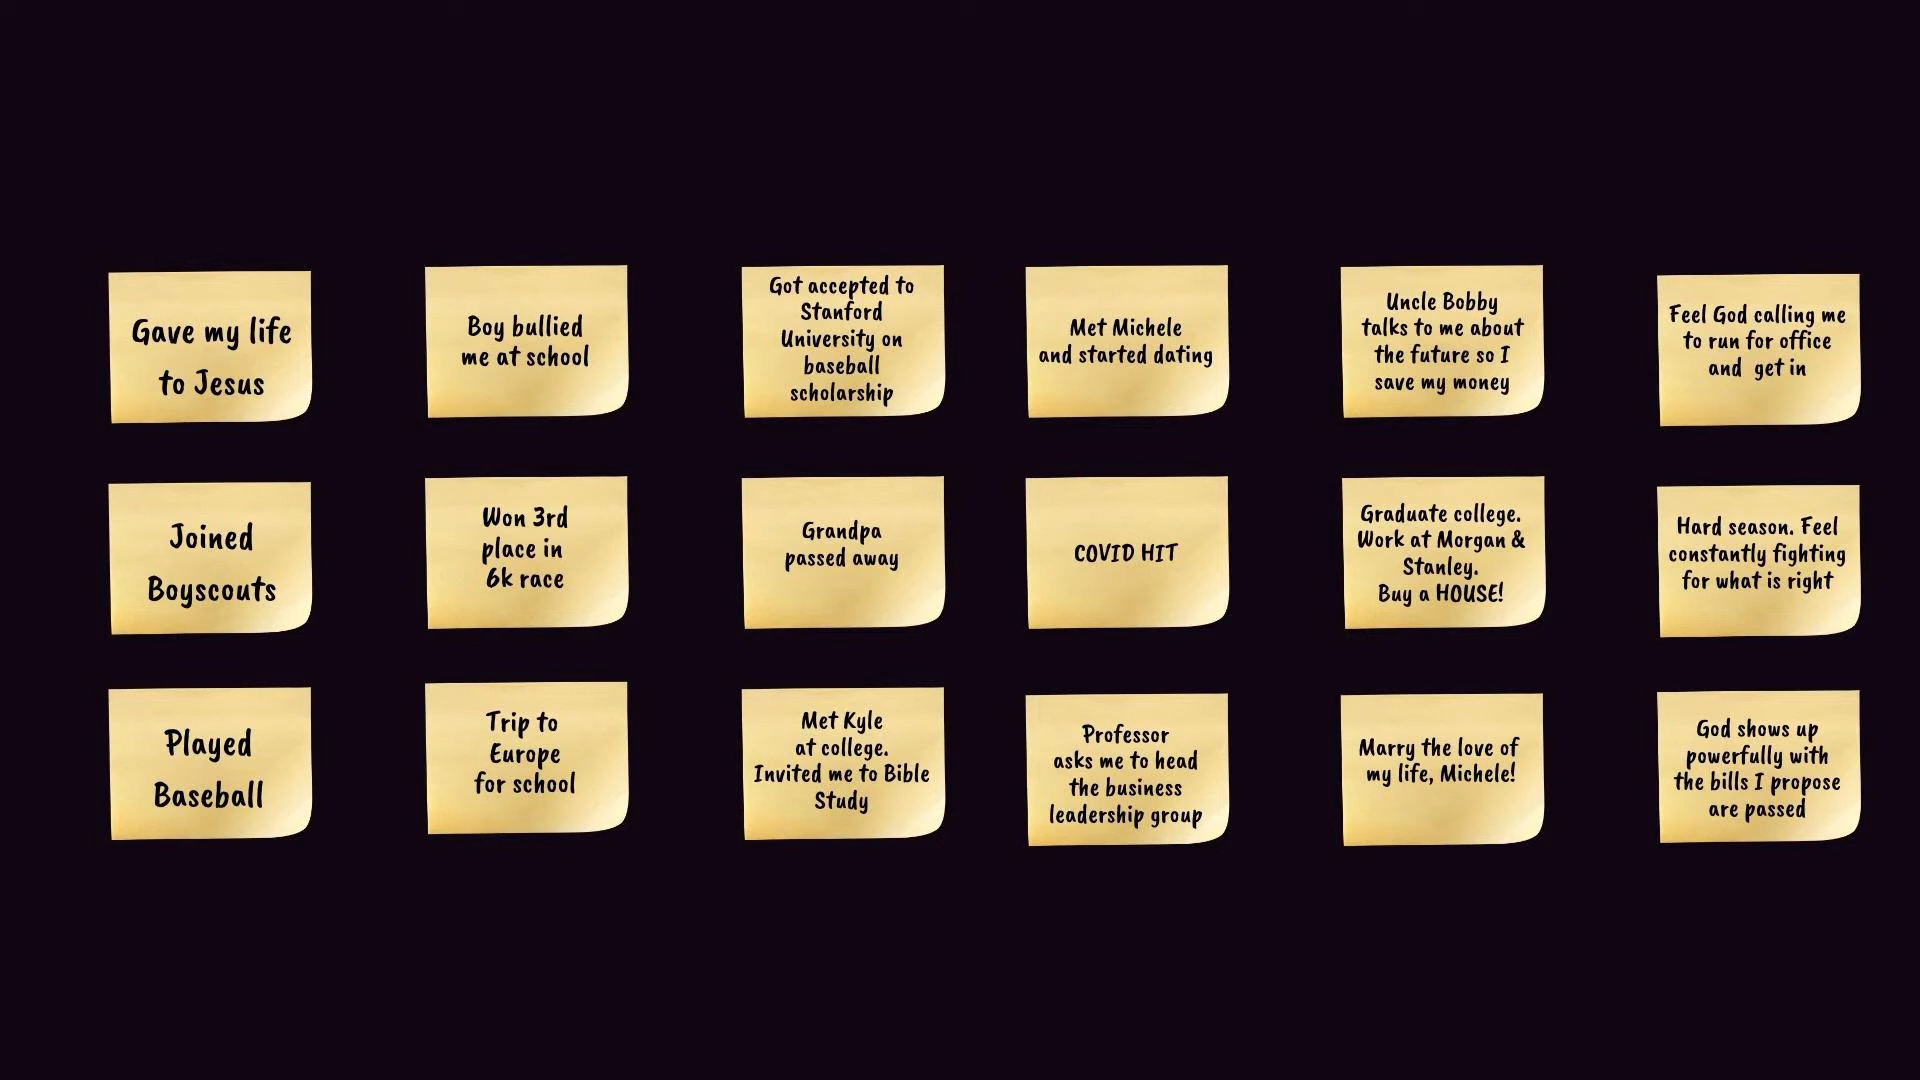 Gave my life
to Jesus
Joined
Boyscouts
Played
Baseball
Boy bullied
me at school
Won 3rd
place in
6k race
Trip to
Europe
for school
Got accepted to
Stanford
University on
baseball
scholarship
Grandpa
passed away
Met Kyle
at college.
Invited me to Bible
Study
Met Michele
and started dating
COVID HIT
Professor
asks me to head
the business
leadership group
Uncle Bobby
talks to me about
the future so I
save my money
Graduate college.
Work at Morgan &
Stanley.
Buy a HOUSE!
Marry the love of
my life, Michele!
Feel God calling me
to run for office
and get in
Hard season. Feel
constantly fighting
for what is right
God shows up
powerfully with
the bills I propose
are passed